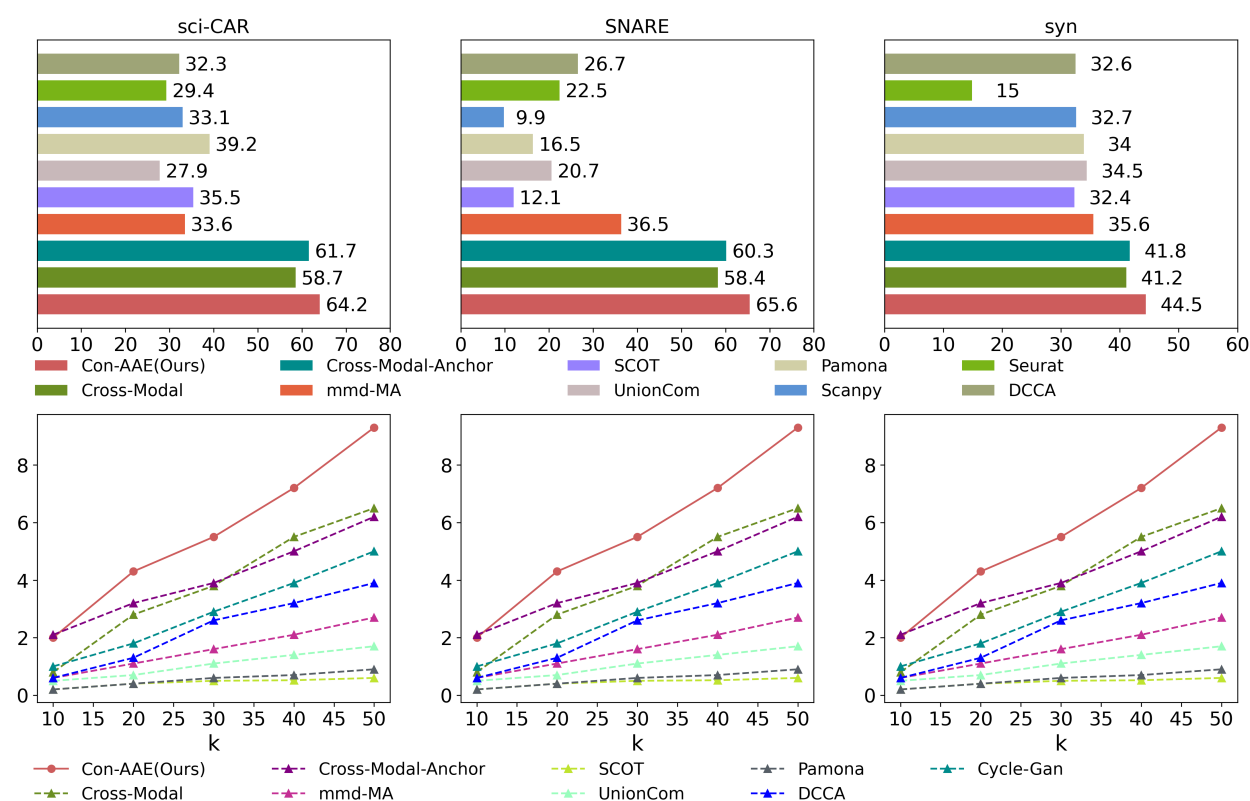 sci-CAR SNARE syn
32.3 26.7 32.6
29.4 22.5 15
33.1 9.9 32.7
39.2 16.5 34
27.9 20.7 34.5
35.5 12.1 32.4
33.6 36.5 35.6
61.7 60.3 41.8
58.7 58.4 41.2
64.2 65.6 44.5
0 10 20 30 40 50 60 70 80 0 10 20 30 40 50 60 70 80 0 10 20 30 40 50 60
Con-AAE(Ours) Cross-Modal-Anchor SCOT Pamona Seurat
Cross-Modal mmd-MA UnionCom Scanpy DCCA
8 8 8
6 6 6
4 4 4
2 2 2
0 0 0
10 15 20 25 30 35 40 45 50 10 15 20 25 30 35 40 45 50 10 15 20 25 30 35 40 45 50
k k k
Con-AAE(Ours) Cross-Modal-Anchor SCOT Pamona Cycle-Gan
Cross-Modal mmd-MA UnionCom DCCA